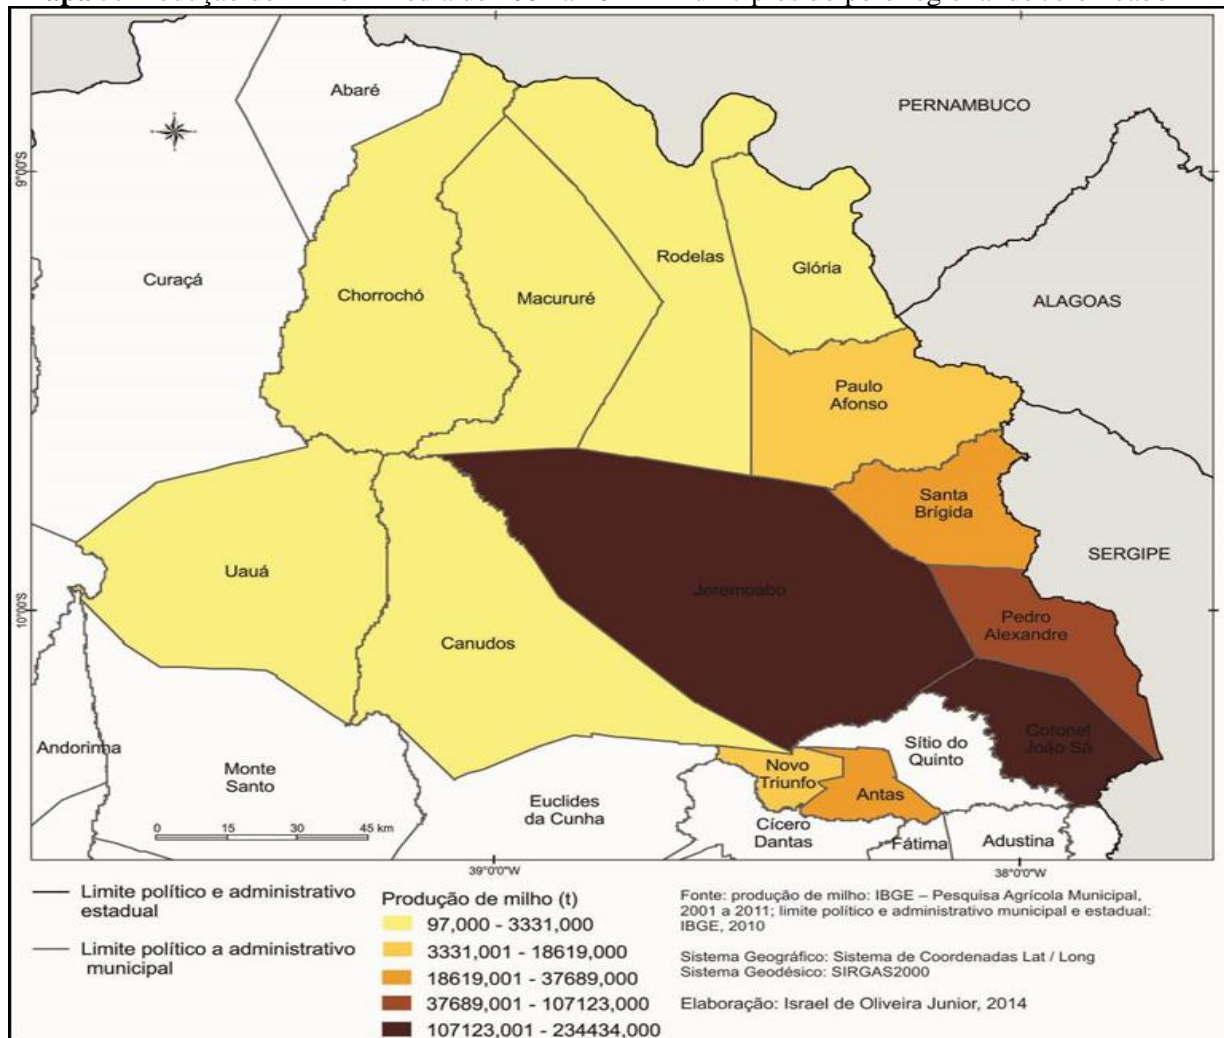 Abaré
PERNAMBUCO
9°00'S
Rodelas
Glória
Curaçá
Chorrochó
Macururé
ALAGOAS
Paulo
Afonso
Santa
Brígida
SERGIPE
Uauá
Jeremoabo
10°00'S
Pedro
Alexandre
Canudos
Coronel
João Sá
Sítio do
Quinto
Andorinha
Monte
Santo
Novo
Triunfo
Antas
Euclides
da Cunha
Cícero
Dantas
Fátima
Adustina
0 15 30 45 km
39°0'0"W
38°0'0"W
Limite político e administrativo
estadual
Limite político a administrativo
municipal
Produção de milho (t)
97,000 - 3331,000
3331,001 - 18619,000
18619,001 - 37689,000
37689,001 - 107123,000
107123,001 - 234434,000
Fonte: produção de milho: IBGE – Pesquisa Agrícola Municipal,
2001 a 2011; limite político e administrativo municipal e estadual:
IBGE, 2010
Sistema Geográfico: Sistema de Coordenadas Lat / Long
Sistema Geodésico: SIRGAS2000
Elaboração: Israel de Oliveira Junior, 2014